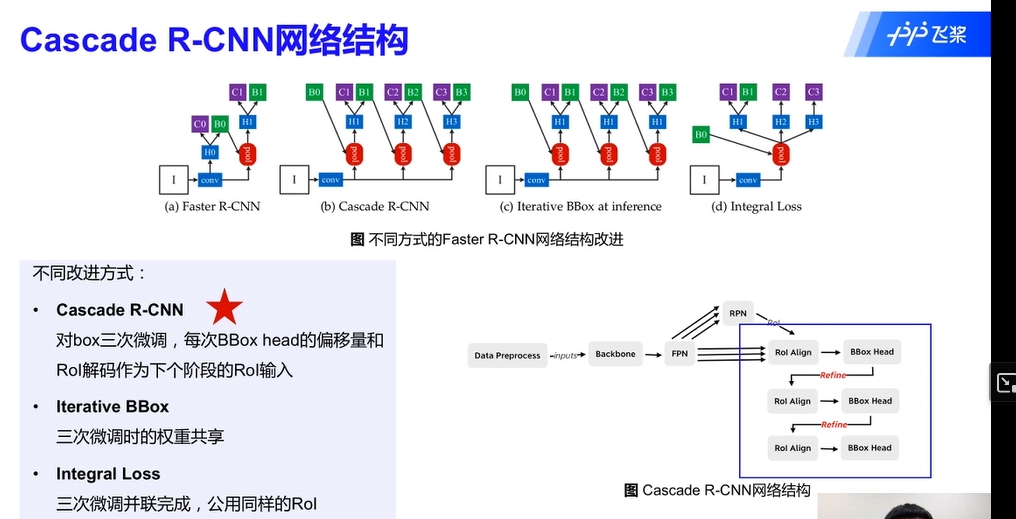 Cascade R-CNN网络结构
飞桨
C1 B1 B0 C1 B1 C2 B2 C3 B3 B0 C1 B1 C2 B2 C3 B3 C1 B1 C2 C3
C0 B0 H1 H1 H2 H3 H1 H1 H1 B0 H1 H2 H3
H0 pool pool pool pool pool pool pool pool
I conv I conv I conv I conv
(a) Faster R-CNN (b) Cascade R-CNN (c) Iterative BBox at inference (d) Integral Loss
图 不同方式的Faster R-CNN网络结构改进
不同改进方式：
• Cascade R-CNN
对box三次微调，每次BBox head的偏移量和
RoI解码作为下个阶段的RoI输入
• Iterative BBox
三次微调时的权重共享
• Integral Loss
三次微调并联完成，公用同样的RoI
RPN
RoI
Data Preprocess inputs Backbone FPN RoI Align BBox Head
Refine
RoI Align BBox Head
Refine
RoI Align BBox Head
图 Cascade R-CNN网络结构